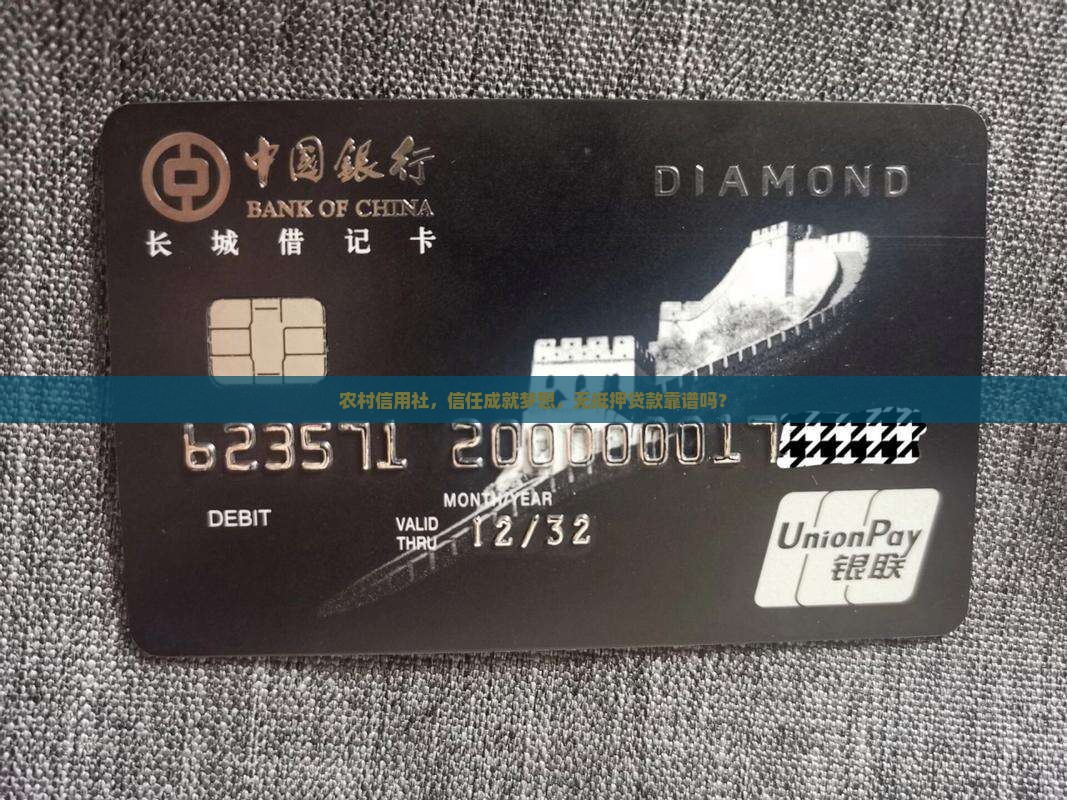 中国銀行
BANK OF CHINA
长城借记卡
DIAMOND
农村信用社，信任成就梦想，无抵押贷款靠谱吗？
623571
MONTH/YEAR
DEBIT
VALID THRU 12/32
UnionPay
银联